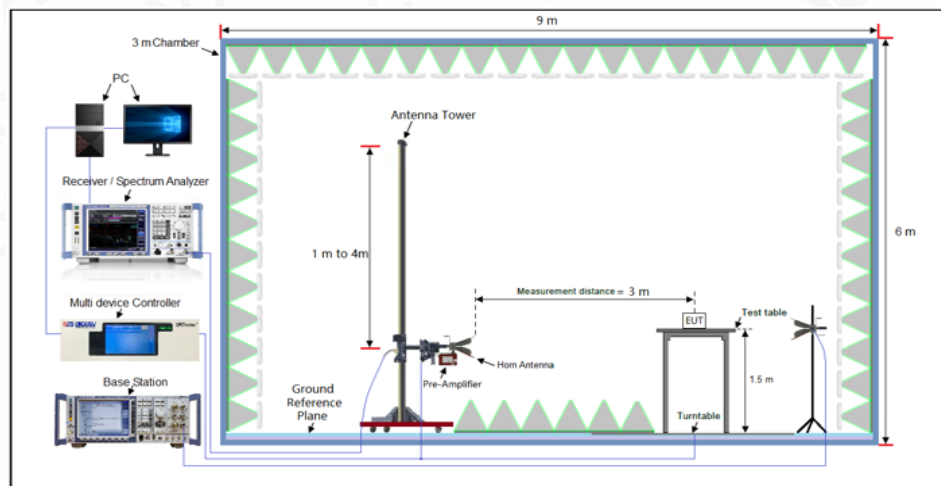 9 m
3 m Chamber
PC
Antenna Tower
Receiver / Spectrum Analyzer
1 m to 4m
6 m
Measurement distance = 3 m
Multi device Controller
EUT
Test table
Horn Antenna
Pre-Amplifier
1.5 m
Base Station
Ground
Reference
Plane
Turntable